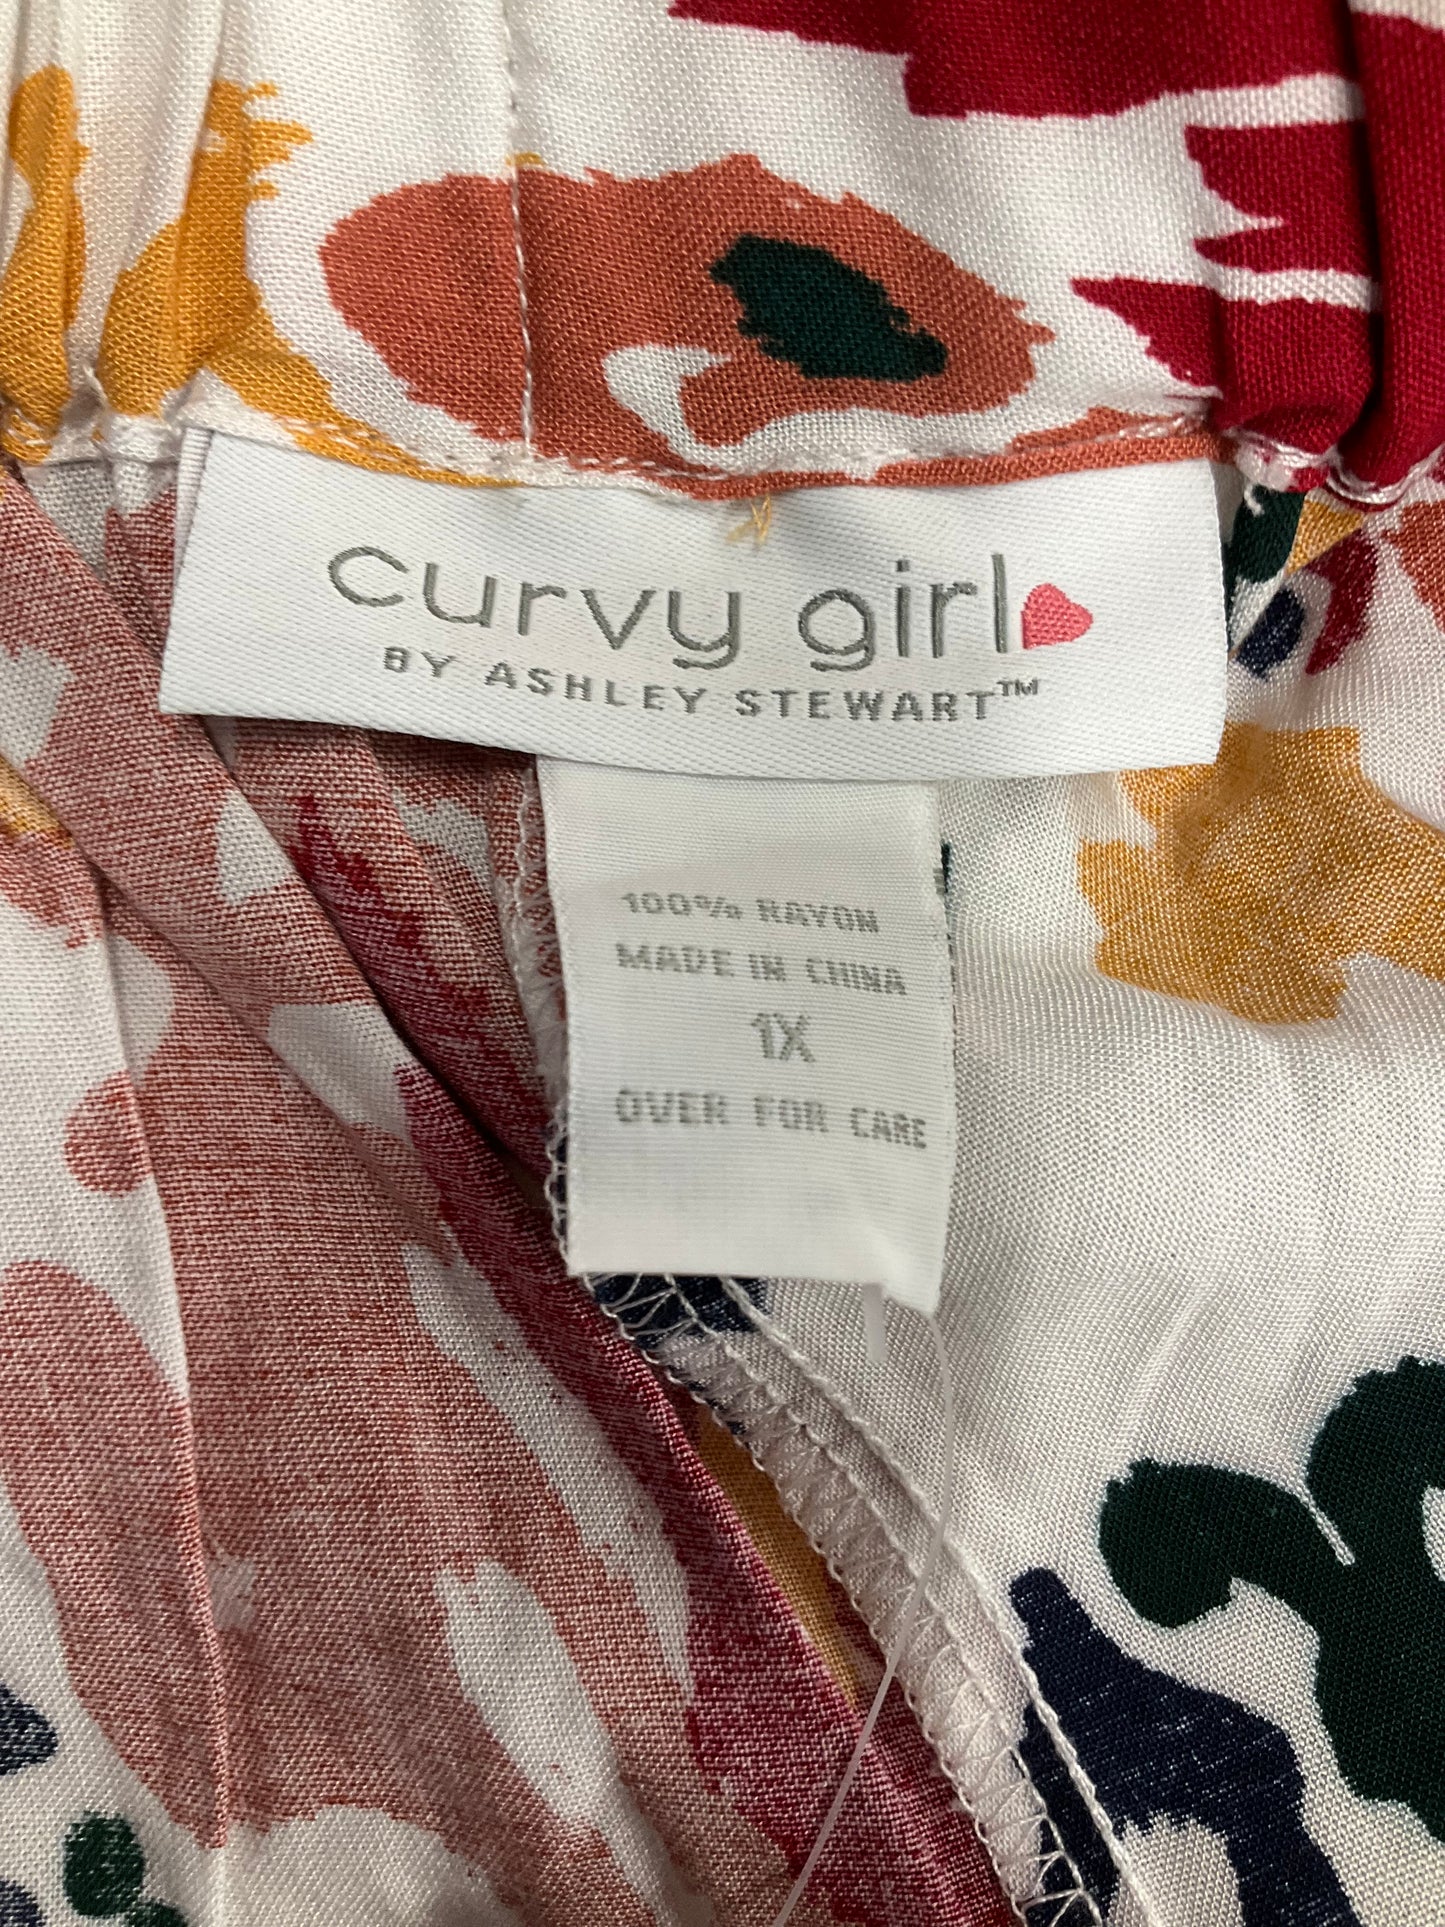 curvy girl
BY ASHLEY STEWART™
100% RAYON
MADE IN CHINA
1X
OVER FOR CARE